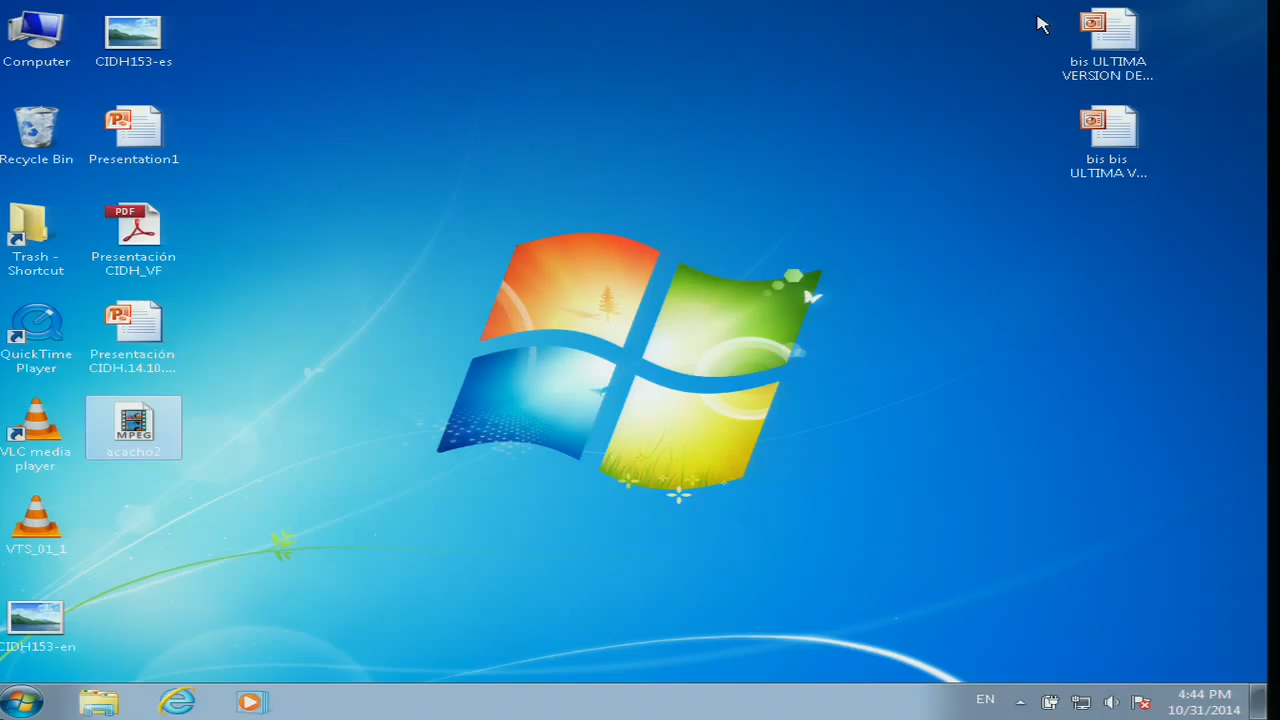 Computer
CIDH153-es
bis ULTIMA
VERSION DE...
Recycle Bin
Presentation1
bis bis
ULTIMA V...
Trash -
Shortcut
PDF
Presentación
CIDH_VF
QuickTime
Player
Presentación
CIDH.14.10....
VLC media
player
MPEG
acacho2
VTS_01_1
CIDH153-en
EN
4:44 PM
10/31/2014